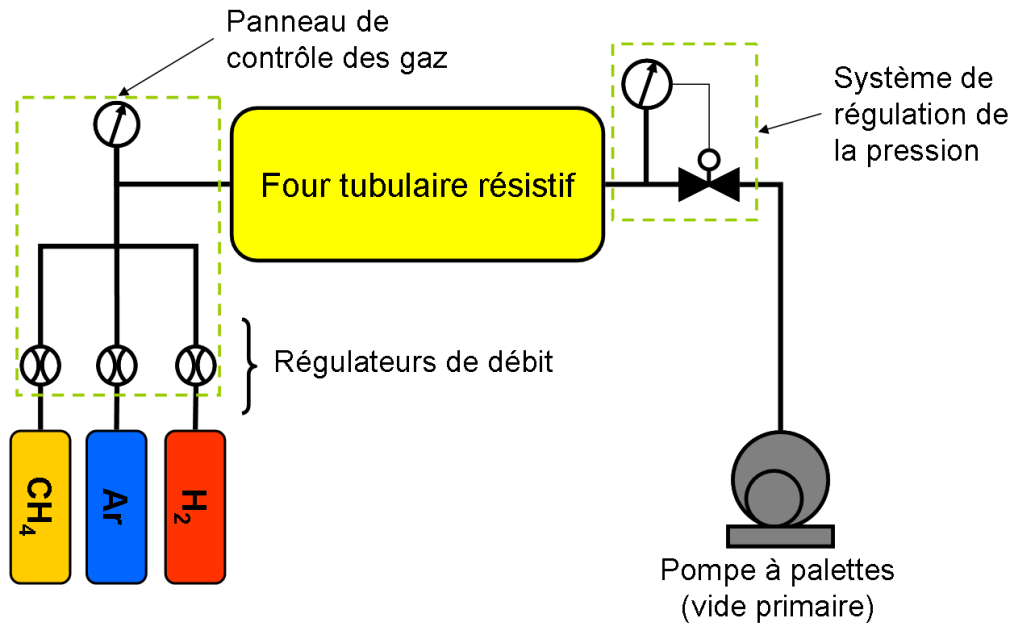 Panneau de
contrôle des gaz
Système de
régulation de
la pression
Four tubulaire résistif
Régulateurs de débit
CH₄
Ar
H₂
Pompe à palettes
(vide primaire)